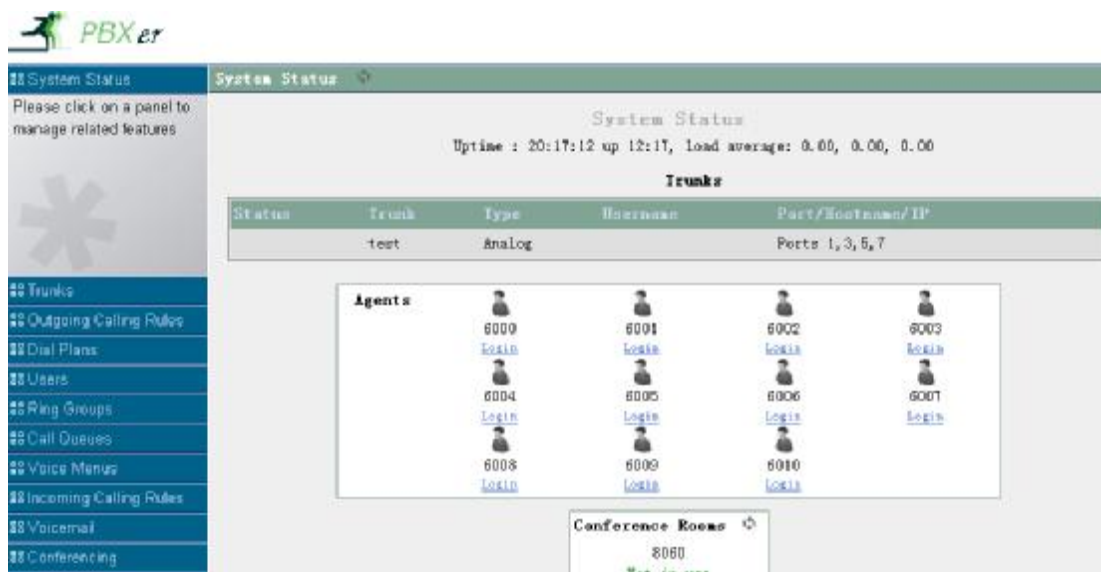 PBXer
System Status
Please click on a panel to
manage related features
Trunks
Outgoing Calling Rules
Dial Plans
Users
Ring Groups
Call Queues
Voice Menus
Incoming Calling Rules
Voicemail
Conferencing
System Status
System Status
Uptime : 20:17:12 up 12:17, load average: 0.00, 0.00, 0.00
Trunks
Status Trunk Type Username Port/Hostname/IP
test Analog Ports 1,3,5,7
Agents
6000 6001 6002 6003
Login Login Login Login
6004 6005 6006 6007
Login Login Login Login
6008 6009 6010
Login Login Login
Conference Rooms
8060